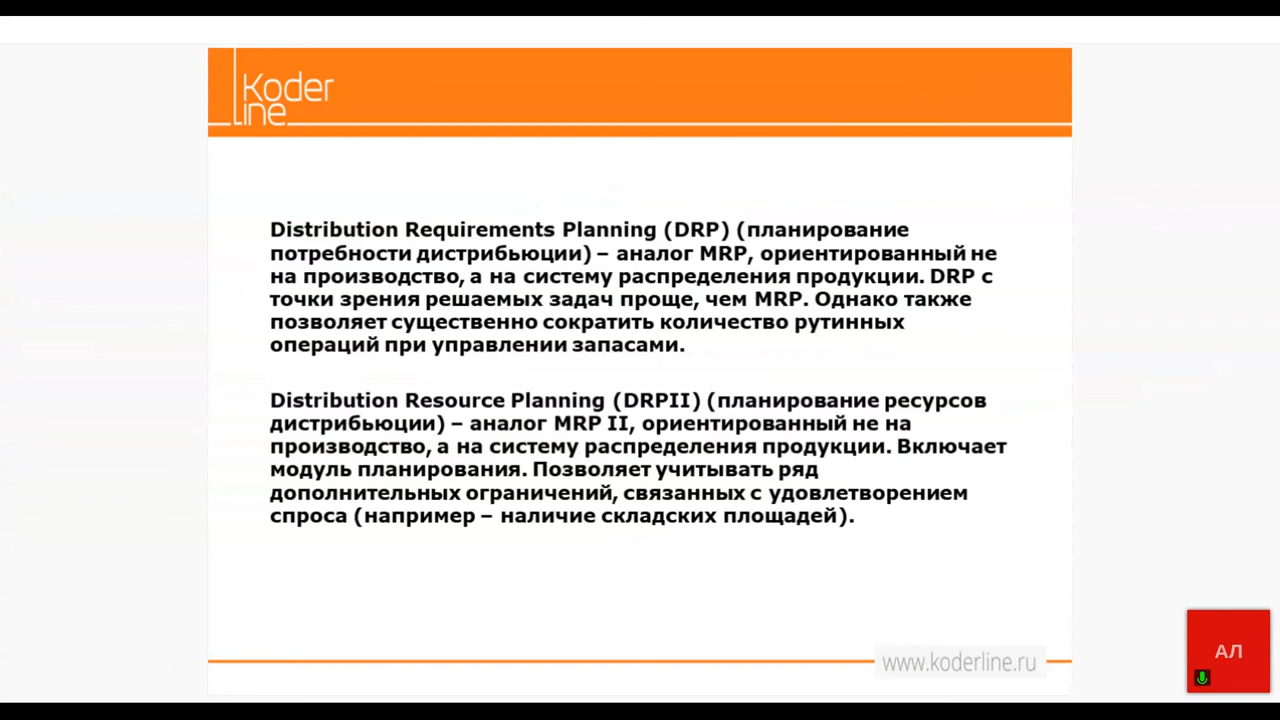 Koder
line
Distribution Requirements Planning (DRP) (планирование
потребности дистрибьюции) – аналог MRP, ориентированный не
на производство, а на систему распределения продукции. DRP с
точки зрения решаемых задач проще, чем MRP. Однако также
позволяет существенно сократить количество рутинных
операций при управлении запасами.
Distribution Resource Planning (DRPII) (планирование ресурсов
дистрибьюции) – аналог MRP II, ориентированный не на
производство, а на систему распределения продукции. Включает
модуль планирования. Позволяет учитывать ряд
дополнительных ограничений, связанных с удовлетворением
спроса (например – наличие складских площадей).
www.koderline.ru
АЛ